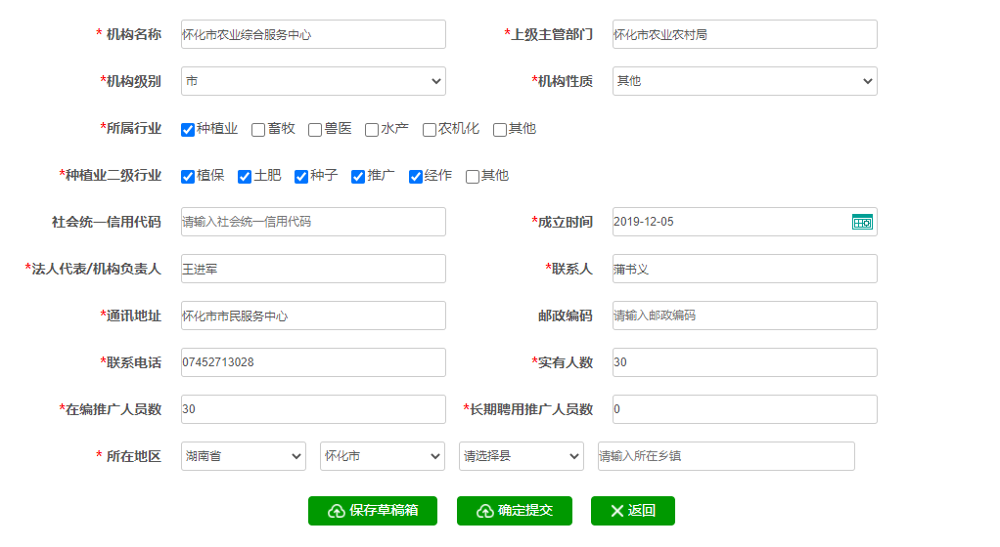 * 机构名称 怀化市农业综合服务中心 *上级主管部门 怀化市农业农村局
*机构级别 市 *机构性质 其他
*所属行业 种植业 畜牧 兽医 水产 农机化 其他
*种植业二级行业 植保 土肥 种子 推广 经作 其他
社会统一信用代码 请输入社会统一信用代码 *成立时间 2019-12-05
*法人代表/机构负责人 王进军 *联系人 蒲书义
*通讯地址 怀化市市民服务中心 邮政编码 请输入邮政编码
*联系电话 07452713028 *实有人数 30
*在编推广人员数 30 *长期聘用推广人员数 0
* 所在地区 湖南省 怀化市 请选择县 请输入所在乡镇
保存草稿箱 确定提交 返回